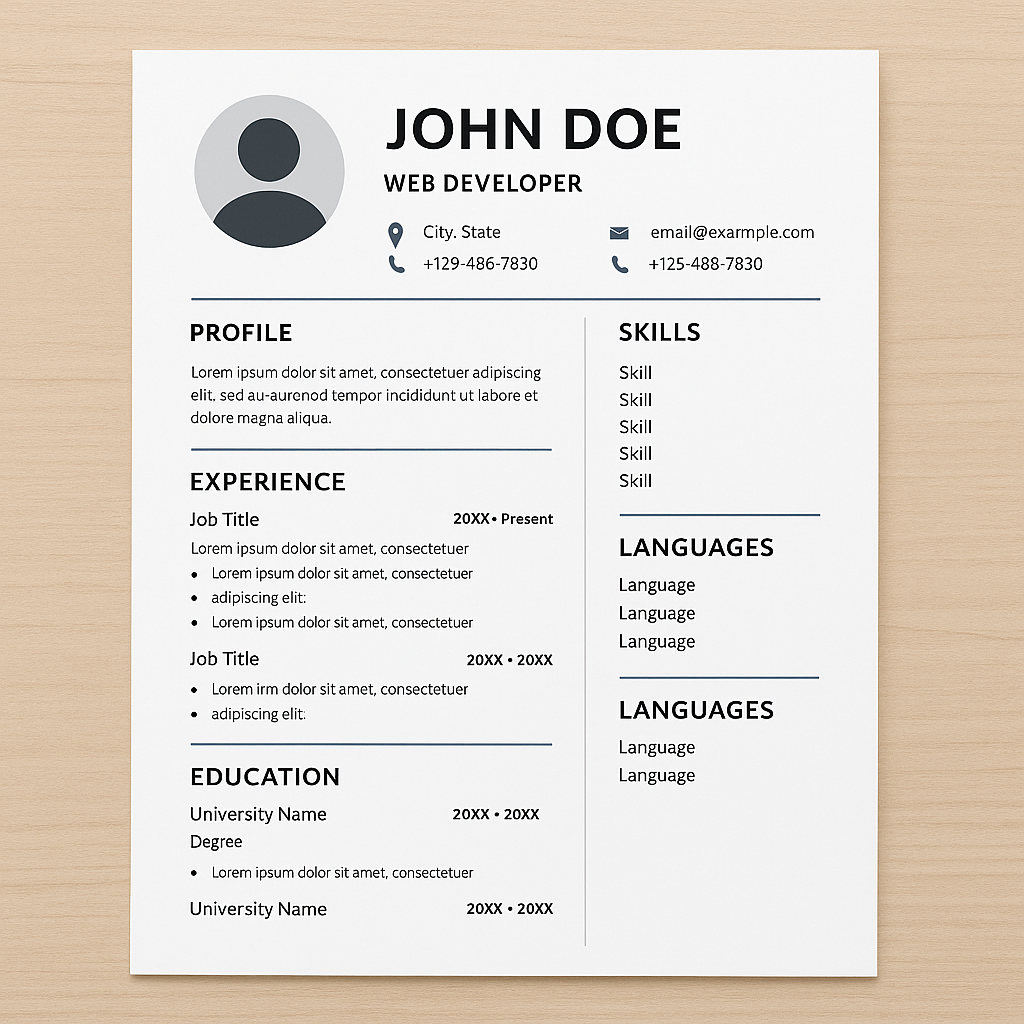 JOHN DOE
WEB DEVELOPER
City. State
email@exarmple.com
+129-486-7830
+125-488-7830
PROFILE
Lorem ipsum dolor sit amet, consectetuer adipiscing
elit, sed au-aurenod tempor incididunt ut labore et
dolore magna aliqua.
EXPERIENCE
Job Title
20XX • Present
Lorem ipsum dolor sit amet, consectetuer
• Lorem ipsum dolor sit amet, consectetuer
• adipiscing elit:
• Lorem ipsum dolor sit amet, consectetuer
Job Title
20XX • 20XX
• Lorem irm dolor sit amet, consectetuer
• adipiscing elit:
EDUCATION
University Name
20XX • 20XX
Degree
• Lorem ipsum dolor sit amet, consectetuer
University Name
20XX • 20XX
SKILLS
Skill
Skill
Skill
Skill
Skill
LANGUAGES
Language
Language
Language
LANGUAGES
Language
Language